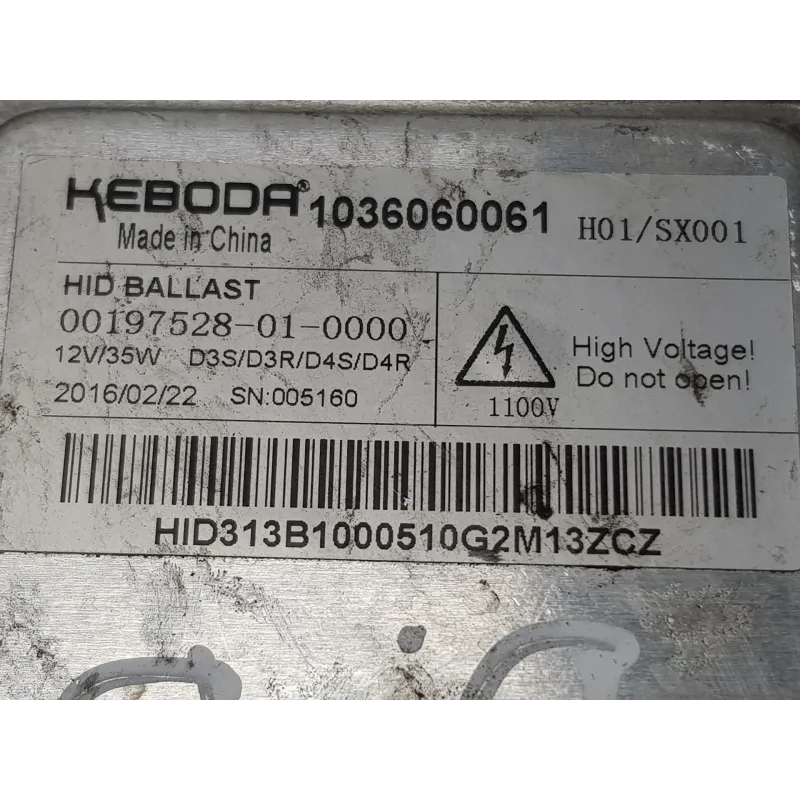 KEBODA® 1036060061 H01/SX001
Made in China
HID BALLAST
00197528-01-0000
12V/35W D3S/D3R/D4S/D4R
2016/02/22 SN:005160
1100V
High Voltage!
Do not open!
HID313B1000510G2M13ZCZ